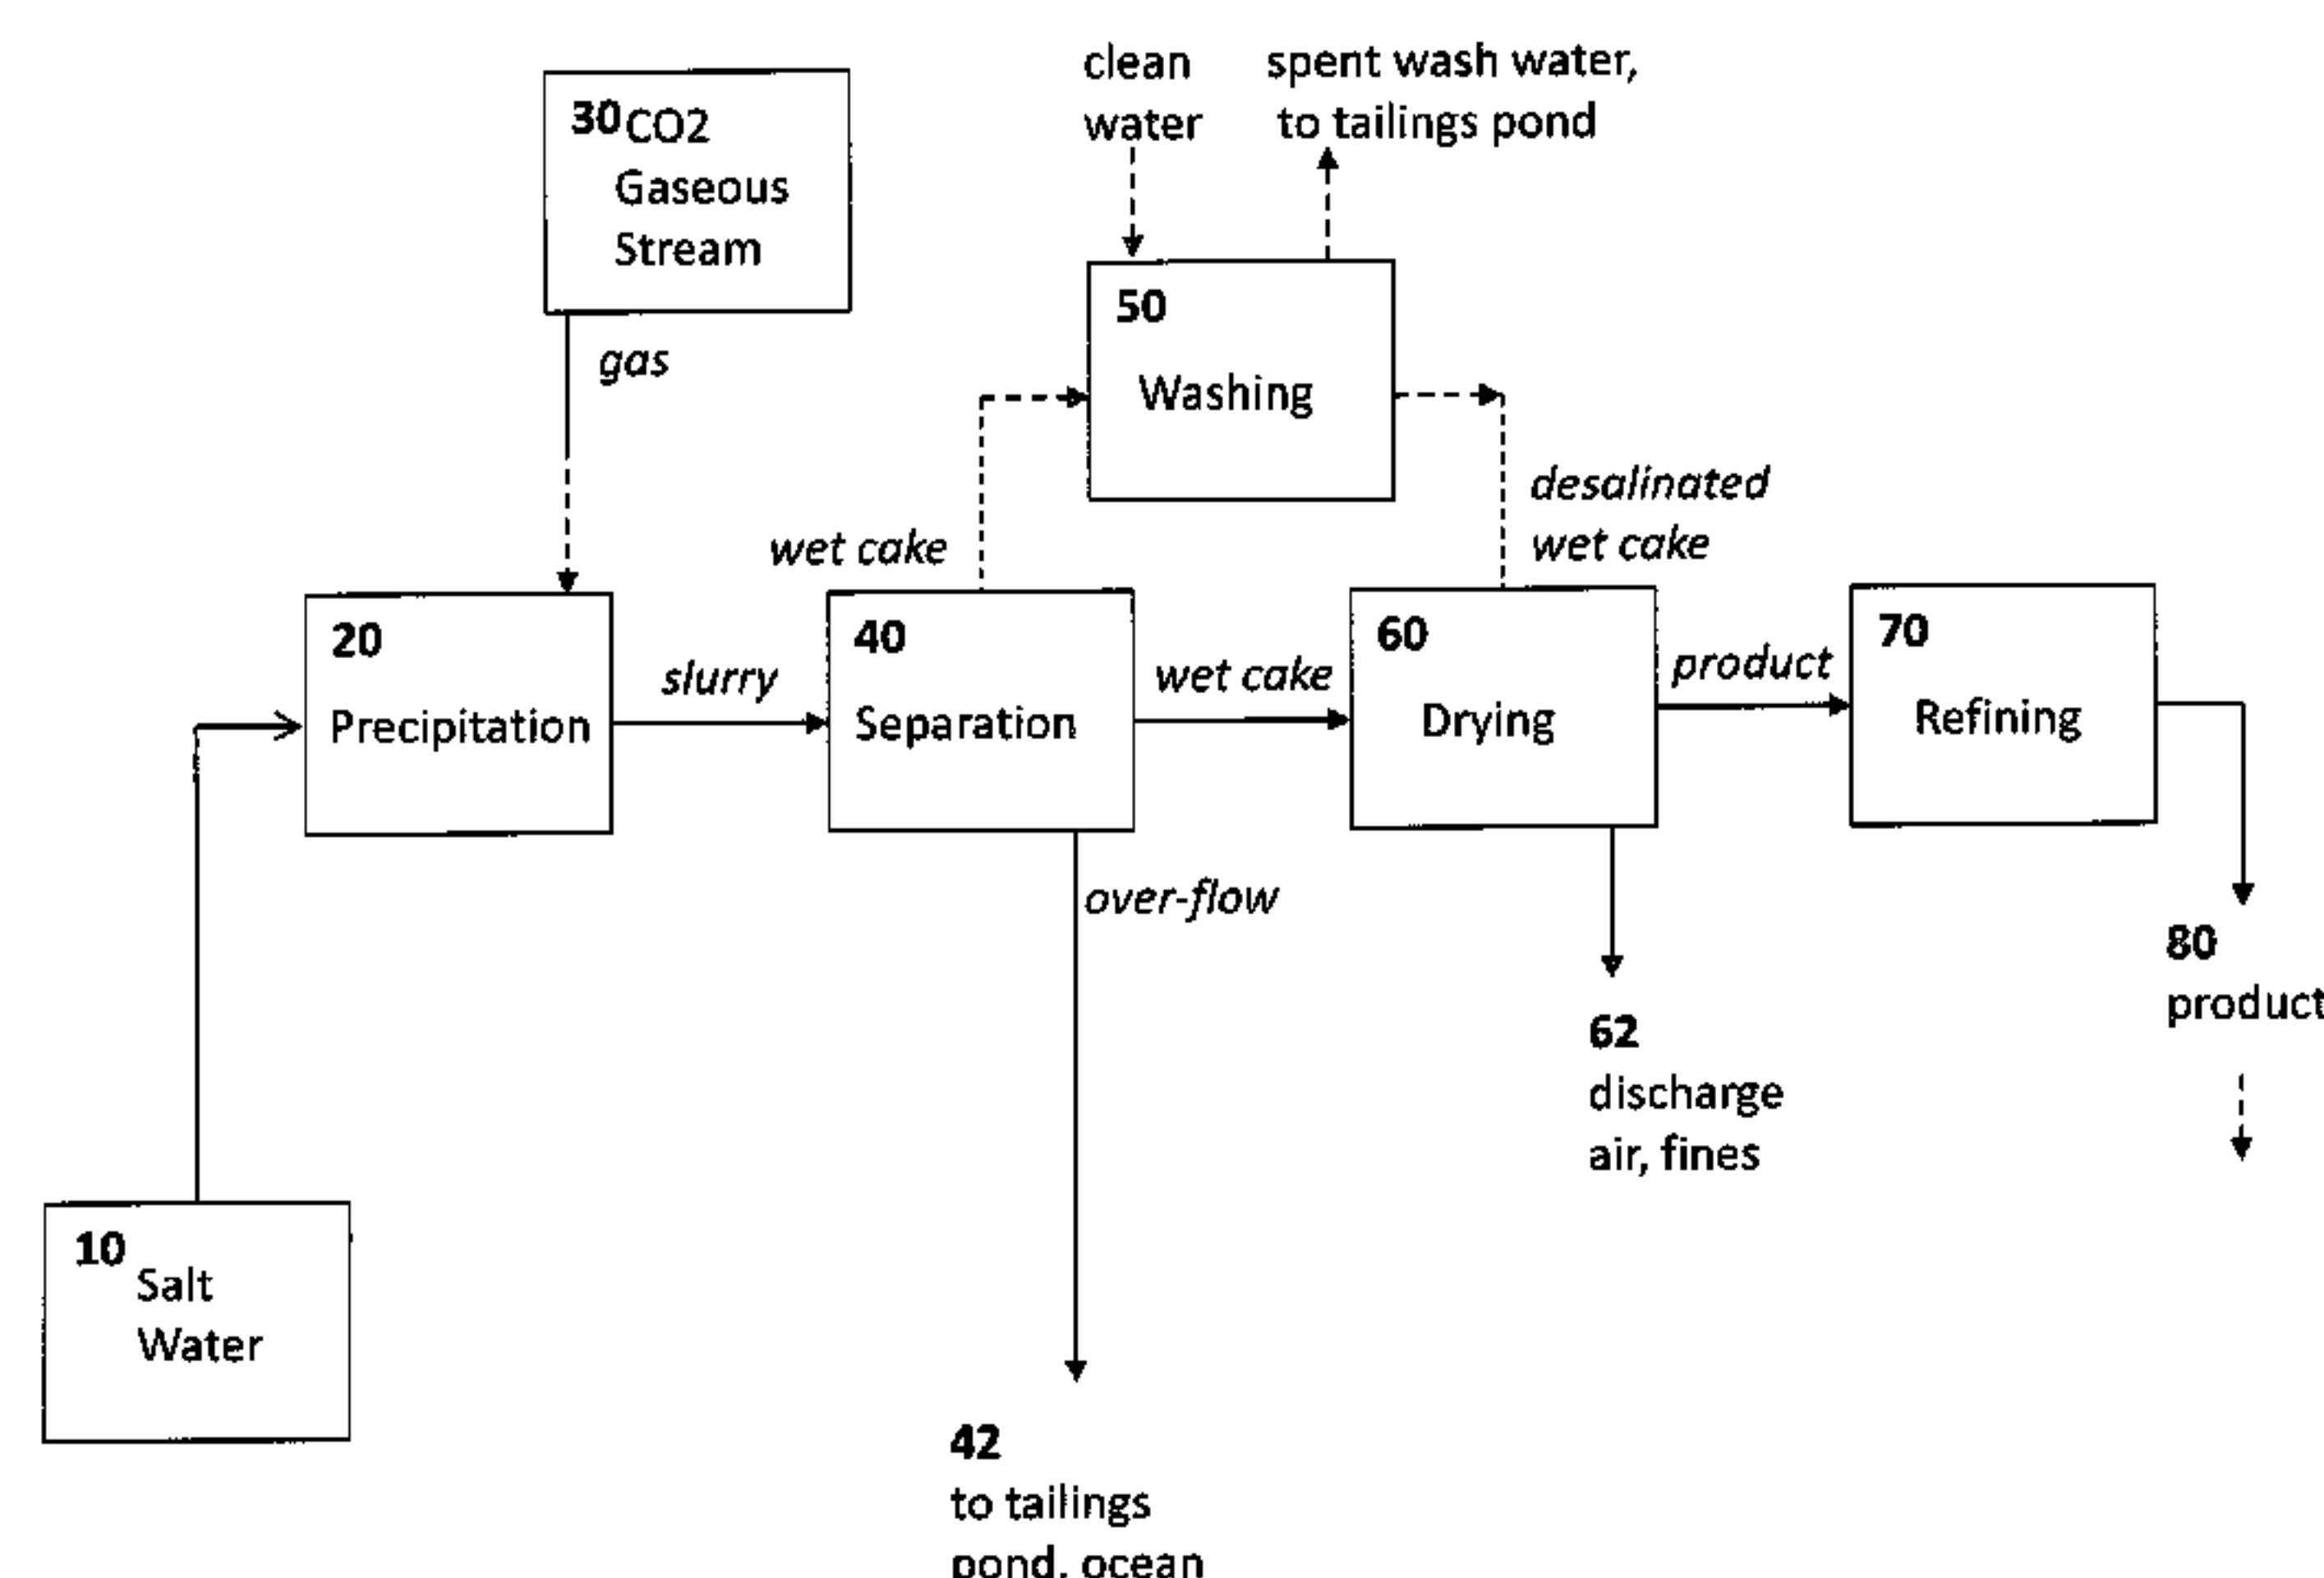 30 CO2
Gaseous
Stream
gas
clean
water
spent wash water,
to tailings pond
50
Washing
wet cake
desalinated
wet cake
20
Precipitation
slurry
40
Separation
wet cake
60
Drying
product
70
Refining
over-flow
80
product
62
discharge
air, fines
10
Salt
Water
42
to tailings
pond, ocean